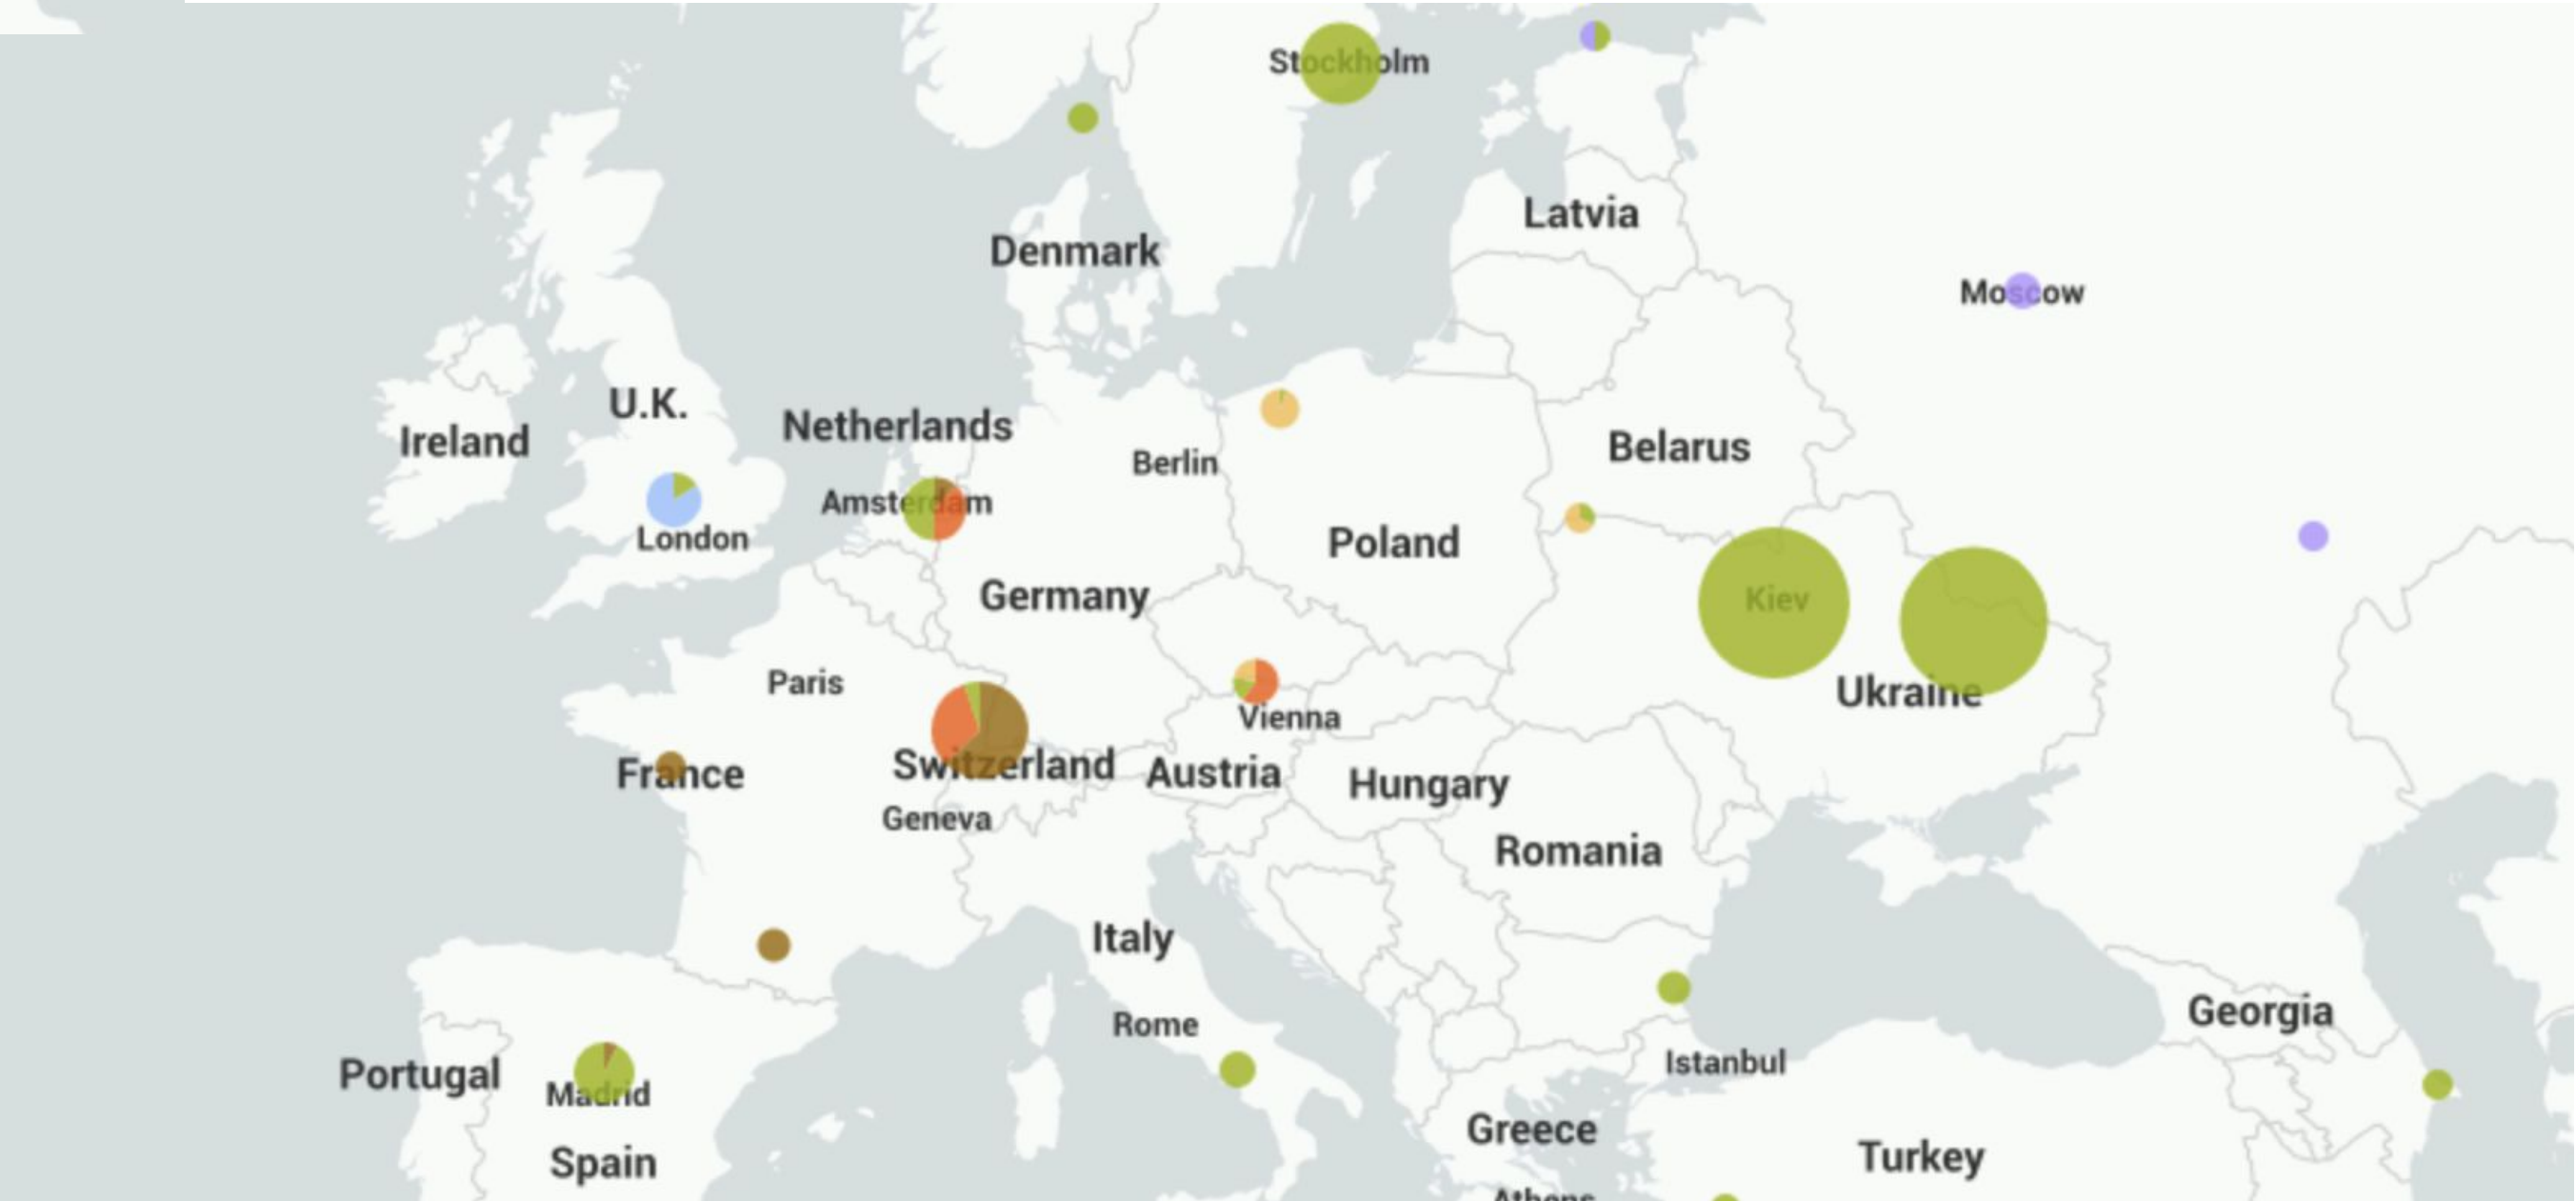 Stockholm
Latvia
Denmark
Moscow
U.K.
Netherlands
Ireland
Belarus
Berlin
Amsterdam
London
Poland
Germany
Kiev
Paris
Ukraine
Vienna
Switzerland
France
Austria
Hungary
Geneva
Romania
Italy
Georgia
Rome
Istanbul
Portugal
Madrid
Greece
Turkey
Spain
Athens